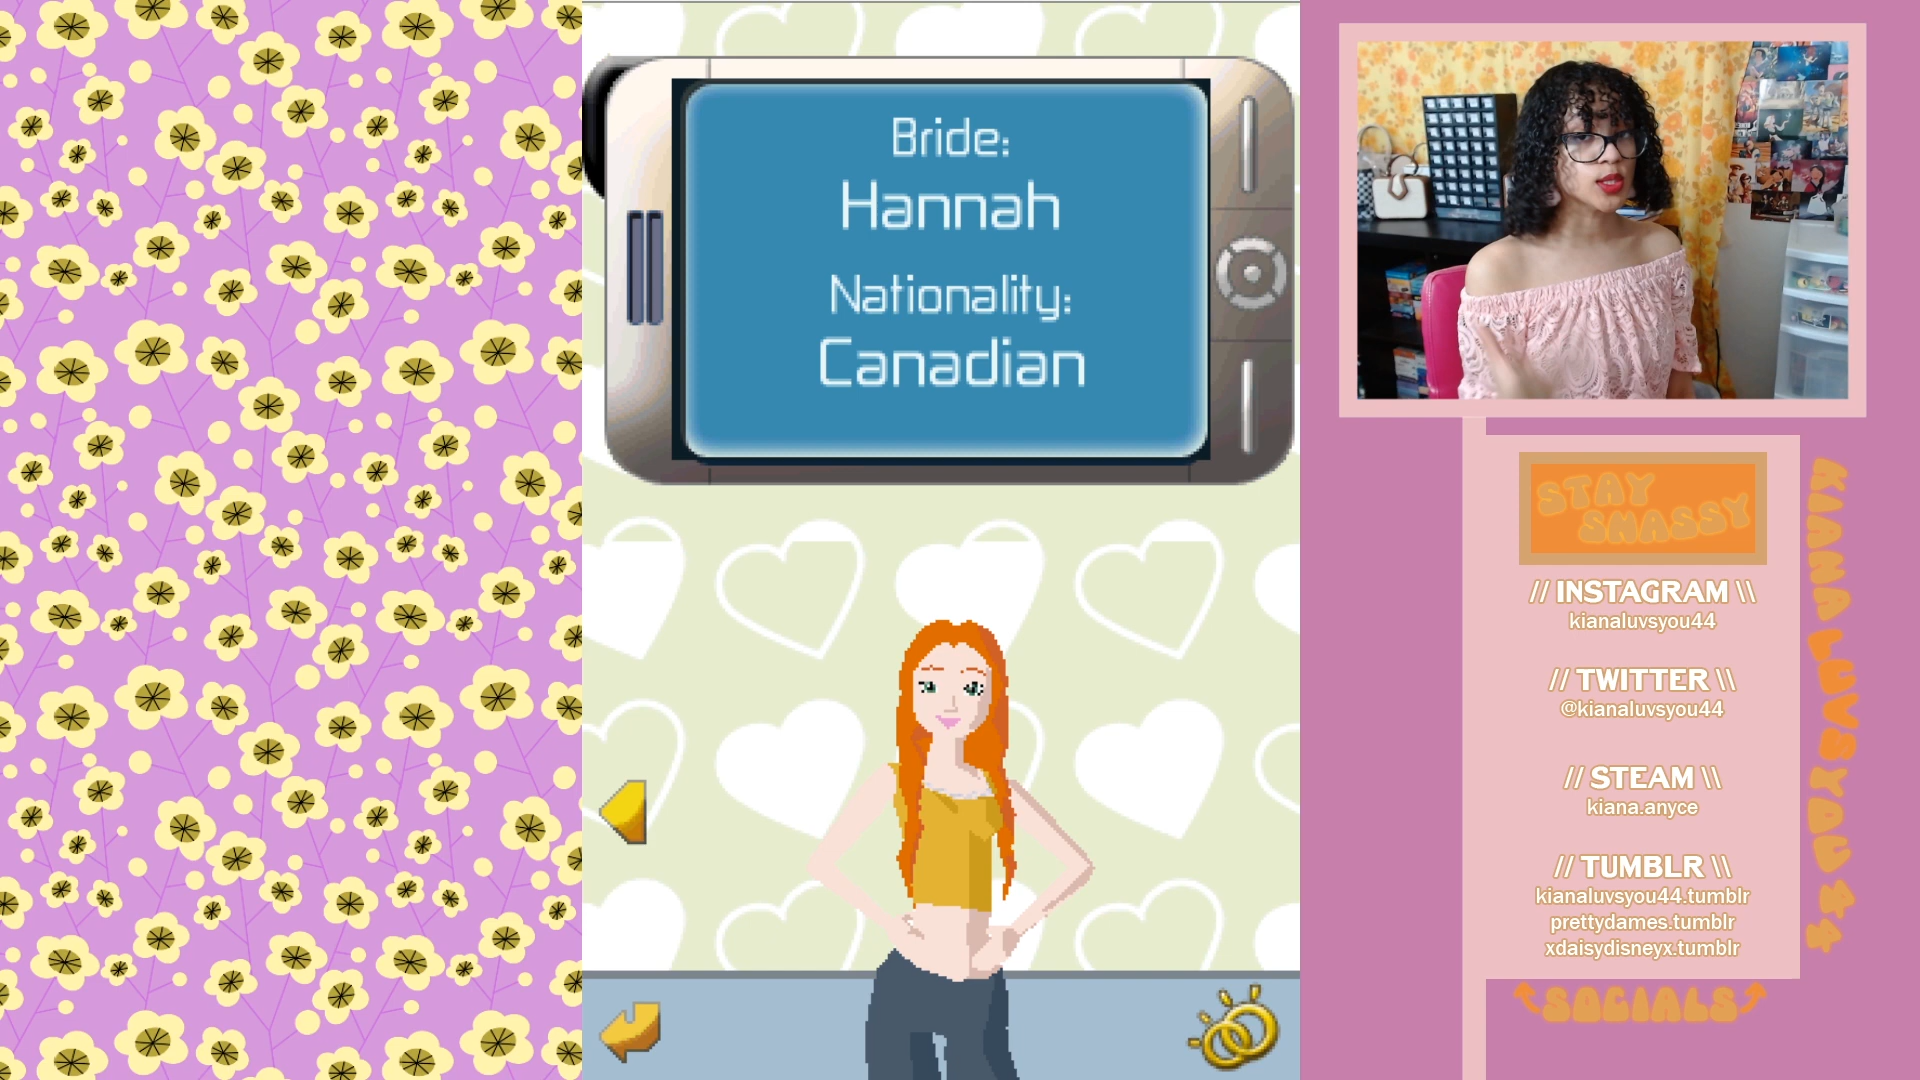 Bride:
Hannah
Nationality:
Canadian
STAY
SMASSY
// INSTAGRAM \\
kianaluvsyou44
// TWITTER \\
@kianaluvsyou44
// STEAM \\
kiana.anyce
// TUMBLR \\
kianaluvsyou44.tumblr
prettydames.tumblr
xdaisydisneyx.tumblr
SOCIALS
KIANALUVSYOU44